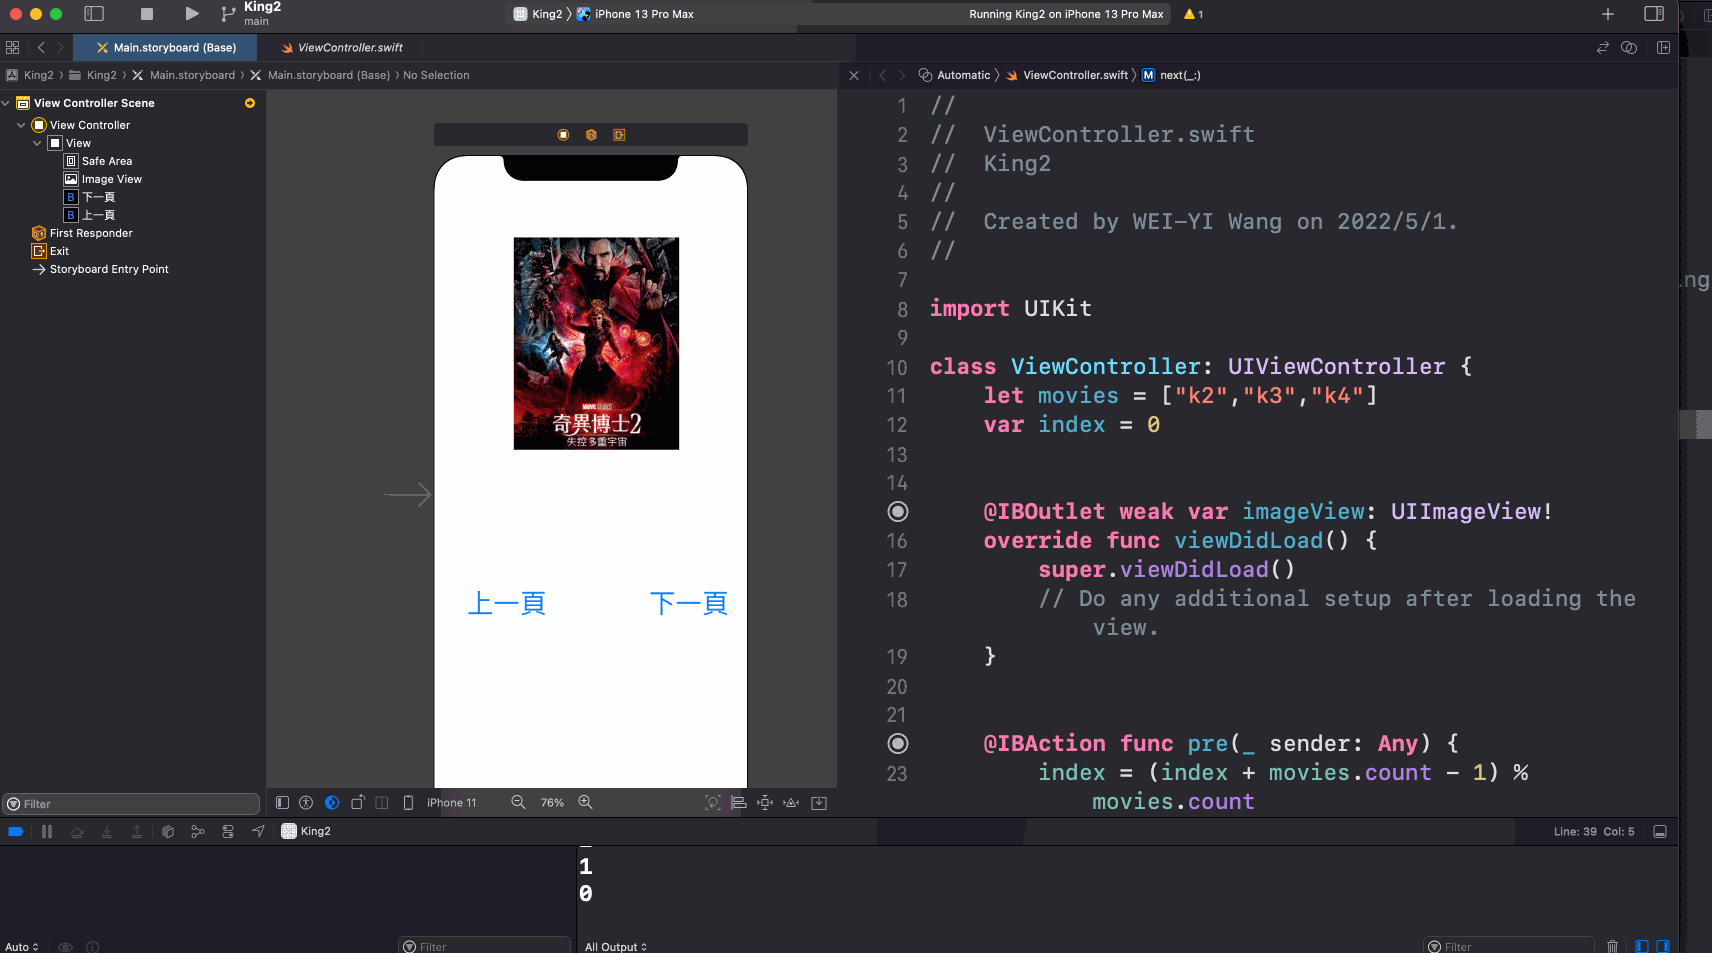 King2
main
King2 〉 iPhone 13 Pro Max
Running King2 on iPhone 13 Pro Max
1
Main.storyboard (Base)
ViewController.swift
King2 〉 King2 〉 Main.storyboard 〉 Main.storyboard (Base) 〉 No Selection
Automatic 〉 ViewController.swift 〉 M next(_:)
View Controller Scene
View Controller
View
Safe Area
Image View
B 下一頁
B 上一頁
First Responder
Exit
Storyboard Entry Point
Filter
MARVEL STUDIOS
奇異博士2
失控多重宇宙
上一頁 下一頁
iPhone 11
76%
1 //
2 //  ViewController.swift
3 //  King2
4 //
5 //  Created by WEI-YI Wang on 2022/5/1.
6 //
7
8 import UIKit
9
10 class ViewController: UIViewController {
11     let movies = ["k2","k3","k4"]
12     var index = 0
13
14
@IBOutlet weak var imageView: UIImageView!
16     override func viewDidLoad() {
17         super.viewDidLoad()
18         // Do any additional setup after loading the
view.
19     }
20
21
@IBAction func pre(_ sender: Any) {
23         index = (index + movies.count - 1) %
movies.count
ng
King2
Line: 39 Col: 5
1
0
Auto
Filter
All Output
Filter